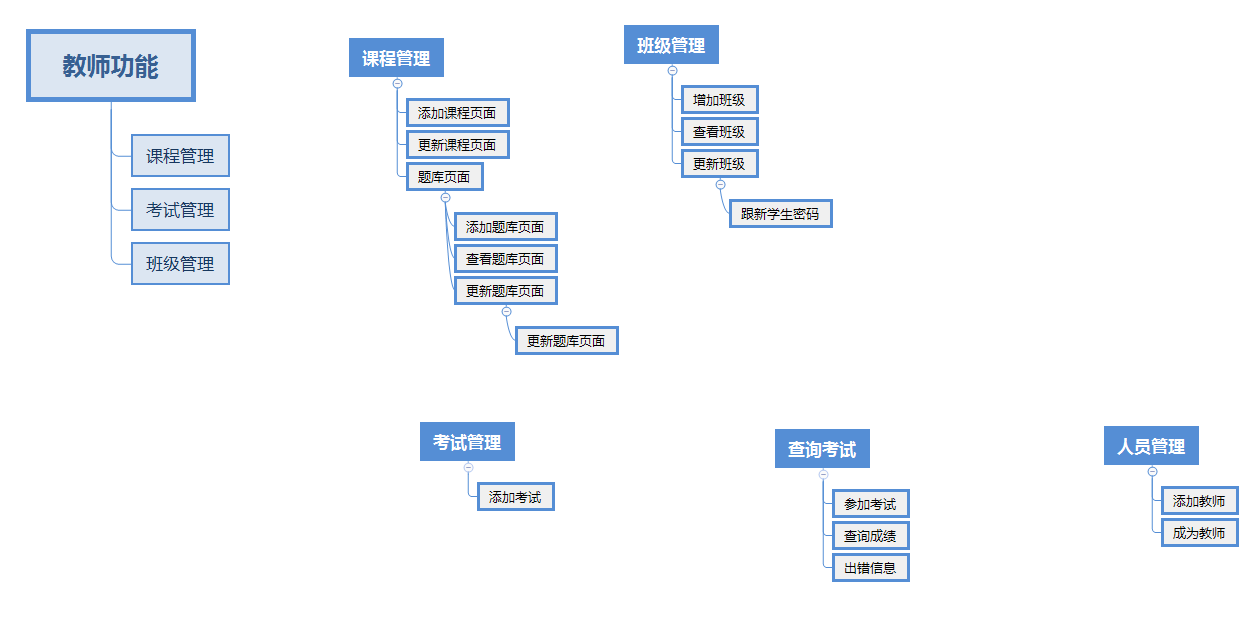 教师功能
课程管理
考试管理
班级管理
课程管理
添加课程页面
更新课程页面
题库页面
添加题库页面
查看题库页面
更新题库页面
更新题库页面
班级管理
增加班级
查看班级
更新班级
跟新学生密码
考试管理
添加考试
查询考试
参加考试
查询成绩
出错信息
人员管理
添加教师
成为教师